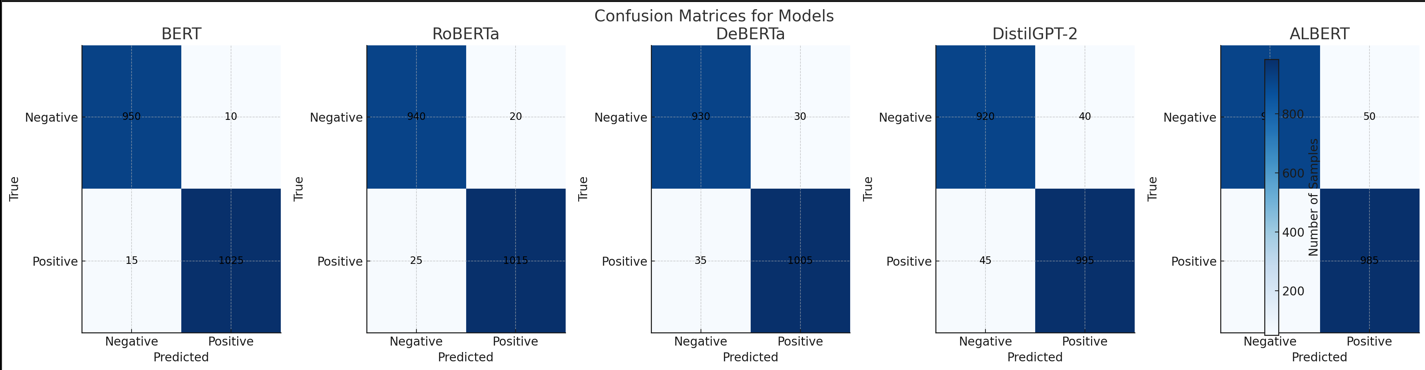 Confusion Matrices for Models
BERT
RoBERTa
DeBERTa
DistilGPT-2
ALBERT
True
Negative
Positive
950
10
15
1025
Negative
Positive
Predicted
True
Negative
Positive
940
20
25
1015
Negative
Positive
Predicted
True
Negative
Positive
930
30
35
1005
Negative
Positive
Predicted
True
Negative
Positive
920
40
45
995
Negative
Positive
Predicted
True
Negative
Positive
50
985
Negative
Positive
Predicted
800
600
400
200
Number of Samples